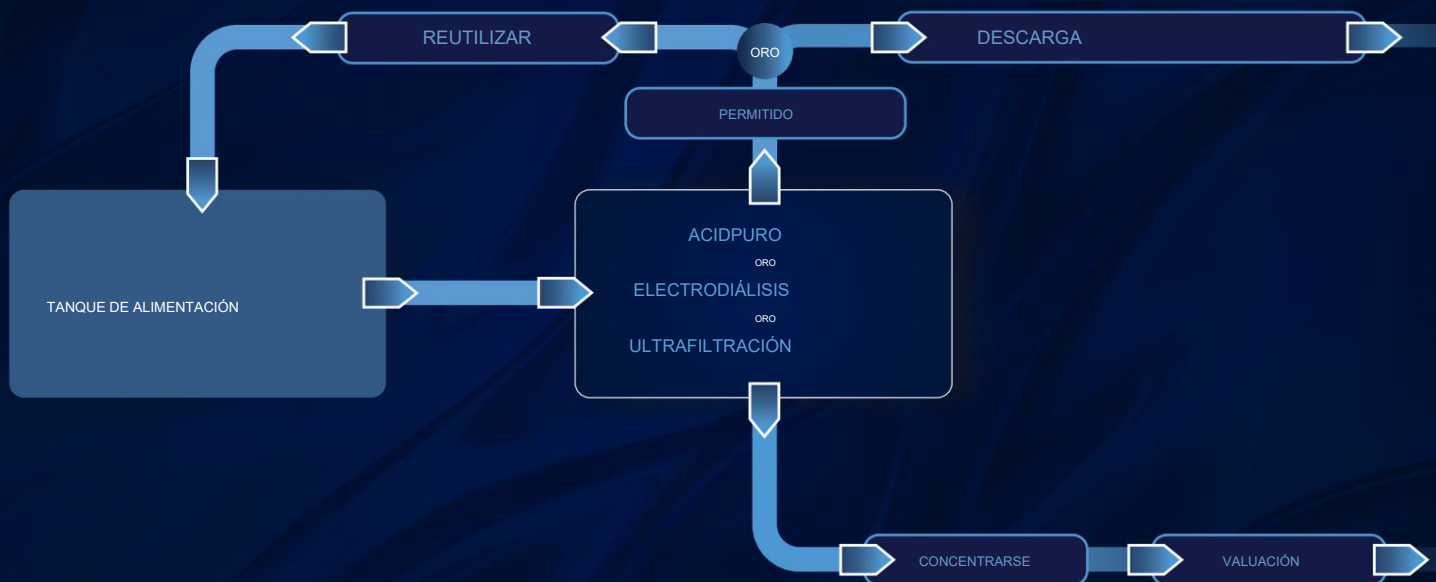 REUTILIZAR
ORO
DESCARGA
PERMITIDO
TANQUE DE ALIMENTACIÓN
ACIDPURO
ORO
ELECTRODIÁLISIS
ORO
ULTRAFILTRACIÓN
CONCENTRARSE
VALUACIÓN